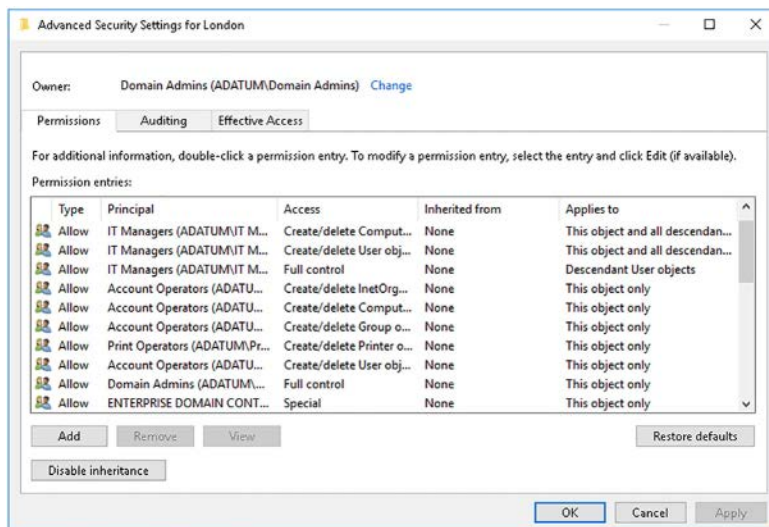 Advanced Security Settings for London
Owner: Domain Admins (ADATUM\Domain Admins) Change
Permissions Auditing Effective Access
For additional information, double-click a permission entry. To modify a permission entry, select the entry and click Edit (if available).
Permission entries:
Type Principal Access Inherited from Applies to
Allow IT Managers (ADATUM\IT M... Create/delete Comput... None This object and all descendan...
Allow IT Managers (ADATUM\IT M... Create/delete User obj... None This object and all descendan...
Allow IT Managers (ADATUM\IT M... Full control None Descendant User objects
Allow Account Operators (ADATU... Create/delete InetOrg... None This object only
Allow Account Operators (ADATU... Create/delete Comput... None This object only
Allow Account Operators (ADATU... Create/delete Group o... None This object only
Allow Print Operators (ADATUM\Pr... Create/delete Printer o... None This object only
Allow Account Operators (ADATU... Create/delete User obj... None This object only
Allow Domain Admins (ADATUM\... Full control None This object only
Allow ENTERPRISE DOMAIN CONT... Special None This object only
Add Remove View Restore defaults
Disable inheritance
OK Cancel Apply